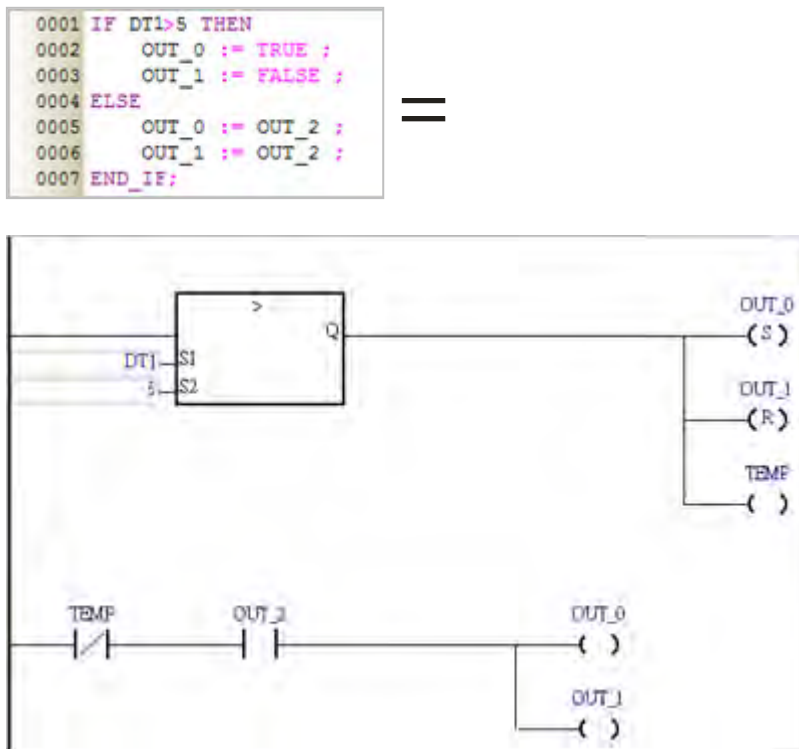 0001 IF DT1>5 THEN
0002 OUT_0 := TRUE ;
0003 OUT_1 := FALSE ;
0004 ELSE
0005 OUT_0 := OUT_2 ;
0006 OUT_1 := OUT_2 ;
0007 END_IF;
=
>
Q
OUT_0
(S)
DT1 S1
5 S2
OUT_1
(R)
TEMP
( )
TEMP OUT_2 OUT_0
( )
OUT_1
( )